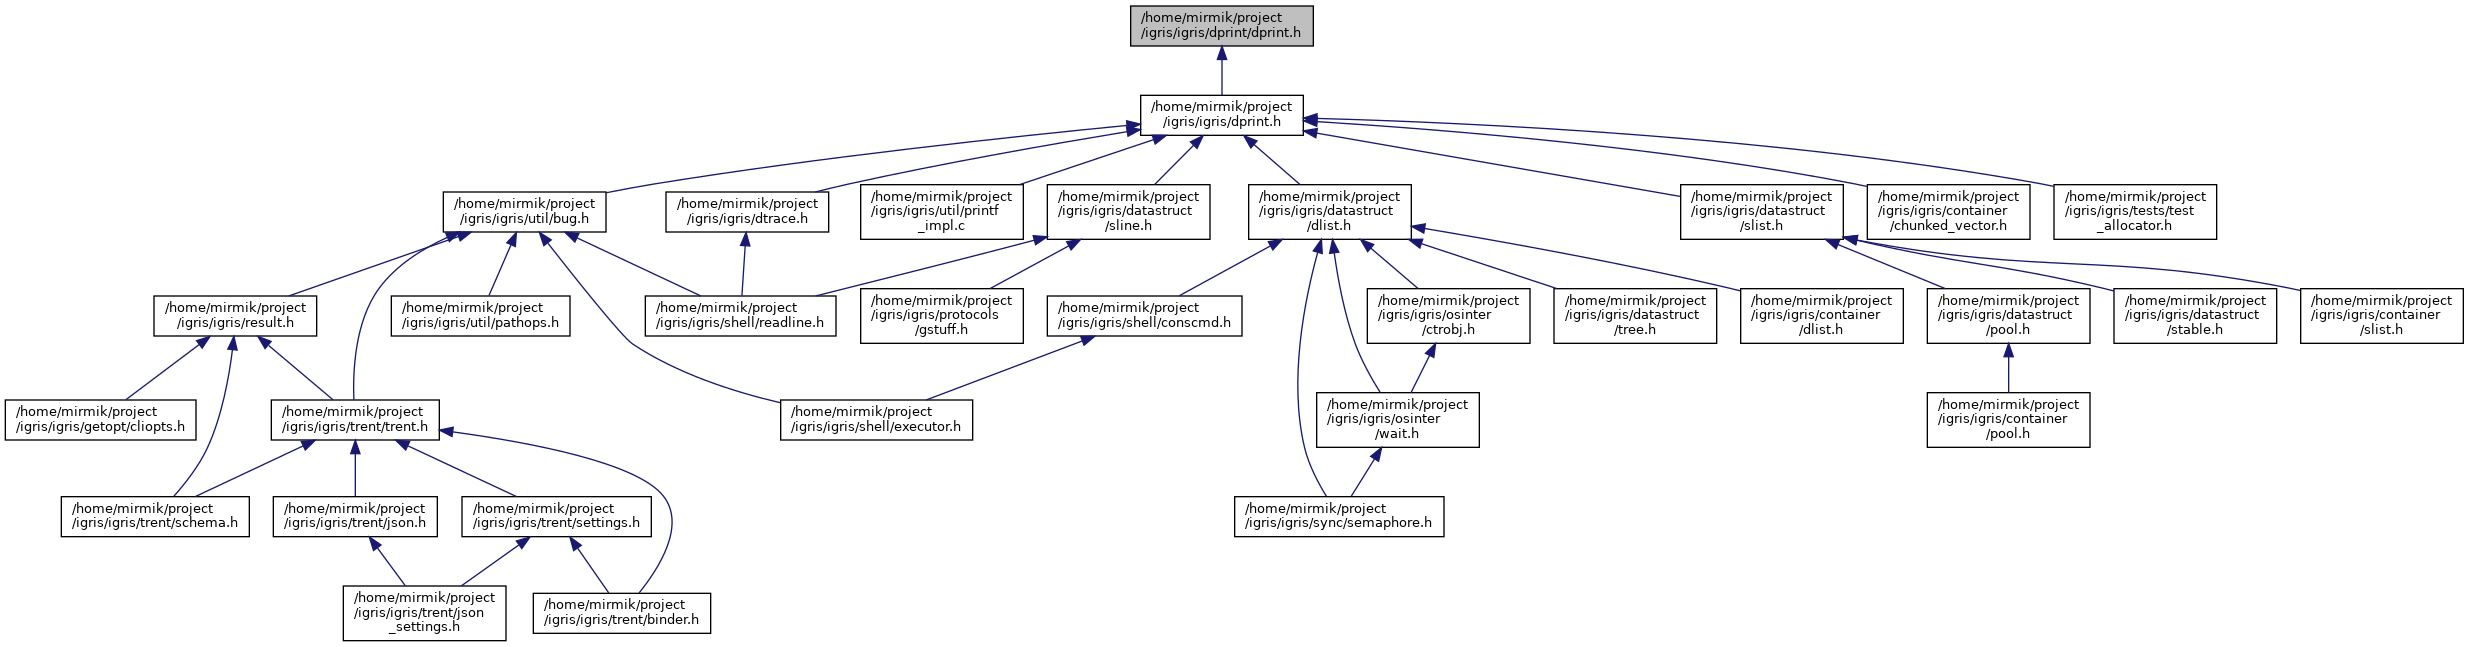 /home/mirmik/project
/igris/igris/dprint/dprint.h
/home/mirmik/project
/igris/igris/dprint.h
/home/mirmik/project
/igris/igris/util/bug.h
/home/mirmik/project
/igris/igris/dtrace.h
/home/mirmik/project
/igris/igris/util/printf
_impl.c
/home/mirmik/project
/igris/igris/datastruct
/sline.h
/home/mirmik/project
/igris/igris/datastruct
/dlist.h
/home/mirmik/project
/igris/igris/datastruct
/slist.h
/home/mirmik/project
/igris/igris/container
/chunked_vector.h
/home/mirmik/project
/igris/igris/tests/test
_allocator.h
/home/mirmik/project
/igris/igris/result.h
/home/mirmik/project
/igris/igris/util/pathops.h
/home/mirmik/project
/igris/igris/shell/readline.h
/home/mirmik/project
/igris/igris/protocols
/gstuff.h
/home/mirmik/project
/igris/igris/shell/conscmd.h
/home/mirmik/project
/igris/igris/osinter
/ctrobj.h
/home/mirmik/project
/igris/igris/datastruct
/tree.h
/home/mirmik/project
/igris/igris/container
/dlist.h
/home/mirmik/project
/igris/igris/datastruct
/pool.h
/home/mirmik/project
/igris/igris/datastruct
/stable.h
/home/mirmik/project
/igris/igris/container
/slist.h
/home/mirmik/project
/igris/igris/getopt/cliopts.h
/home/mirmik/project
/igris/igris/trent/trent.h
/home/mirmik/project
/igris/igris/shell/executor.h
/home/mirmik/project
/igris/igris/osinter
/wait.h
/home/mirmik/project
/igris/igris/container
/pool.h
/home/mirmik/project
/igris/igris/trent/schema.h
/home/mirmik/project
/igris/igris/trent/json.h
/home/mirmik/project
/igris/igris/trent/settings.h
/home/mirmik/project
/igris/igris/sync/semaphore.h
/home/mirmik/project
/igris/igris/trent/json
_settings.h
/home/mirmik/project
/igris/igris/trent/binder.h